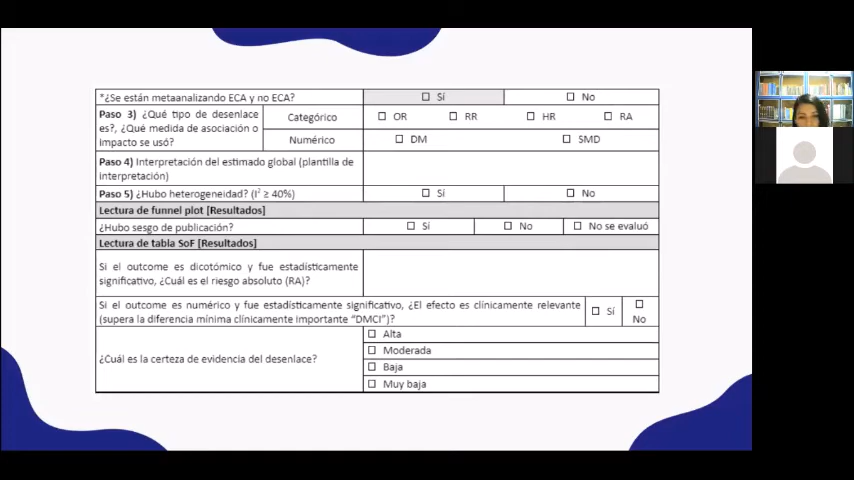 *¿Se están metaanalizando ECA y no ECA?
☐ Sí
☐ No
Paso 3) ¿Qué tipo de desenlace
es?, ¿Qué medida de asociación o
impacto se usó?
Categórico
☐ OR
☐ RR
☐ HR
☐ RA
Numérico
☐ DM
☐ SMD
Paso 4) Interpretación del estimado global (plantilla de
interpretación)
Paso 5) ¿Hubo heterogeneidad? (I² ≥ 40%)
☐ Sí
☐ No
Lectura de funnel plot [Resultados]
¿Hubo sesgo de publicación?
☐ Sí
☐ No
☐ No se evaluó
Lectura de tabla SoF [Resultados]
Si el outcome es dicotómico y fue estadísticamente
significativo, ¿Cuál es el riesgo absoluto (RA)?
Si el outcome es numérico y fue estadísticamente significativo, ¿El efecto es clínicamente relevante
(supera la diferencia mínima clínicamente importante “DMCI”)?
☐ Sí
☐
No
¿Cuál es la certeza de evidencia del desenlace?
☐ Alta
☐ Moderada
☐ Baja
☐ Muy baja